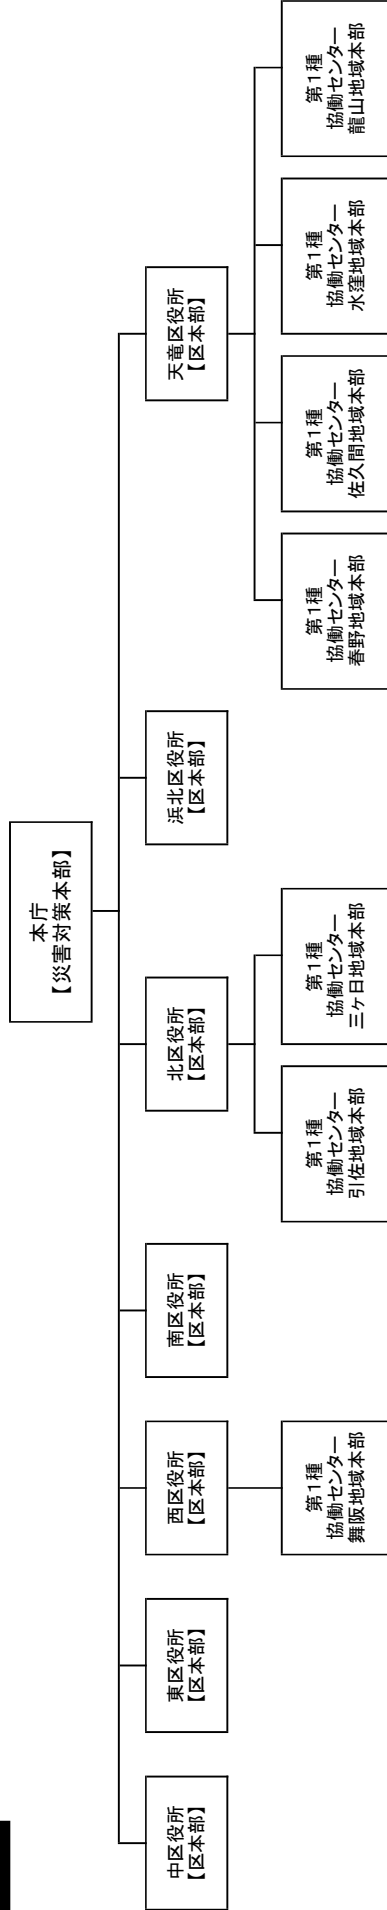 本庁
【災害対策本部】
中区役所
【区本部】
東区役所
【区本部】
西区役所
【区本部】
南区役所
【区本部】
北区役所
【区本部】
浜北区役所
【区本部】
天竜区役所
【区本部】
第1種
協働センター
舞阪地域本部
第1種
協働センター
引佐地域本部
第1種
協働センター
三ヶ日地域本部
第1種
協働センター
春野地域本部
第1種
協働センター
佐久間地域本部
第1種
協働センター
水窪地域本部
第1種
協働センター
龍山地域本部